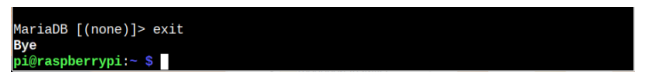 MariaDB [(none)]> exit
Bye
pi@raspberrypi:~ $